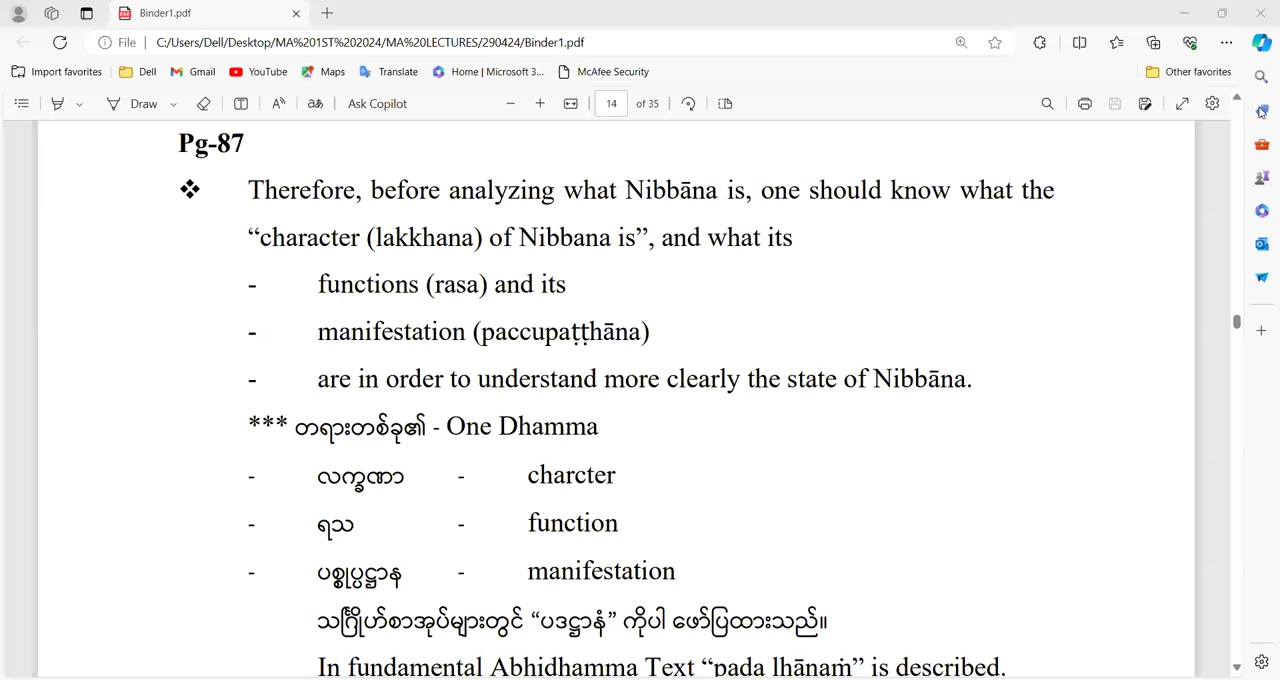 Binder1.pdf
File
C:/Users/Dell/Desktop/MA%201ST%202024/MA%20LECTURES/290424/Binder1.pdf
Import favorites Dell Gmail YouTube Maps Translate Home | Microsoft 3... McAfee Security Other favorites
Draw Ask Copilot 14 of 35
Pg-87
❖ Therefore, before analyzing what Nibbāna is, one should know what the
“character (lakkhana) of Nibbana is”, and what its
- functions (rasa) and its
- manifestation (paccupaṭṭhāna)
- are in order to understand more clearly the state of Nibbāna.
*** တရားတစ်ခု၏ - One Dhamma
- လက္ခဏာ - charcter
- ရသ - function
- ပစ္စုပ္ပဋ္ဌာန - manifestation
သင်္ဂြိုဟ်စာအုပ်များတွင် “ပဒဋ္ဌာနံ” ကိုပါ ဖော်ပြထားသည်။
In fundamental Abhidhamma Text “pada lhānaṁ” is described.